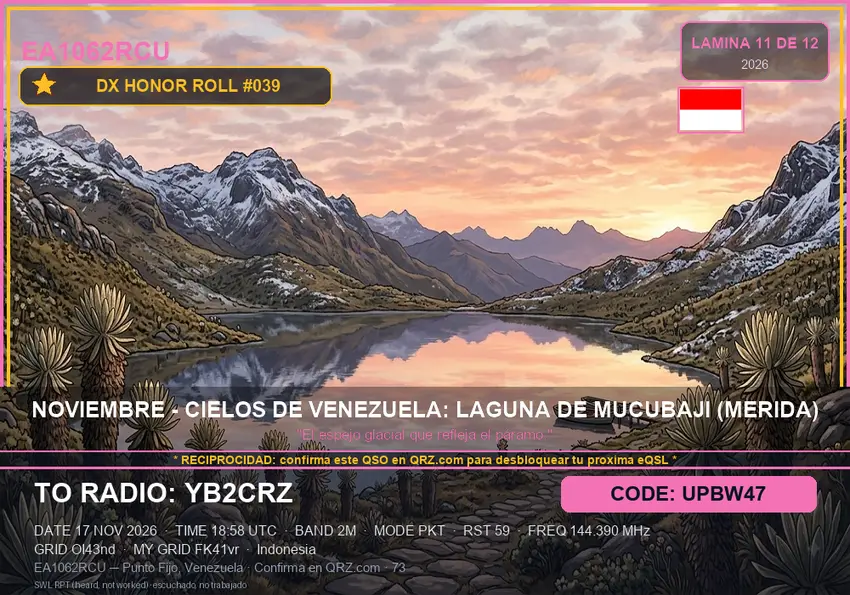 EA1062RCU
LAMINA 11 DE 12
2026
DX HONOR ROLL #039
NOVIEMBRE - CIELOS DE VENEZUELA: LAGUNA DE MUCUBAJI (MERIDA)
"El espejo glacial que refleja el paramo."
* RECIPROCIDAD: confirma este QSO en QRZ.com para desbloquear tu proxima eQSL *
TO RADIO: YB2CRZ
CODE: UPBW47
DATE 17 NOV 2026 · TIME 18:58 UTC · BAND 2M · MODE PKT · RST 59 · FREQ 144.390 MHz
GRID OI43nd · MY GRID FK41vr · Indonesia
EA1062RCU — Punto Fijo, Venezuela · Confirma en QRZ.com · 73
SWL RPT (heard, not worked) · escuchado, no trabajado